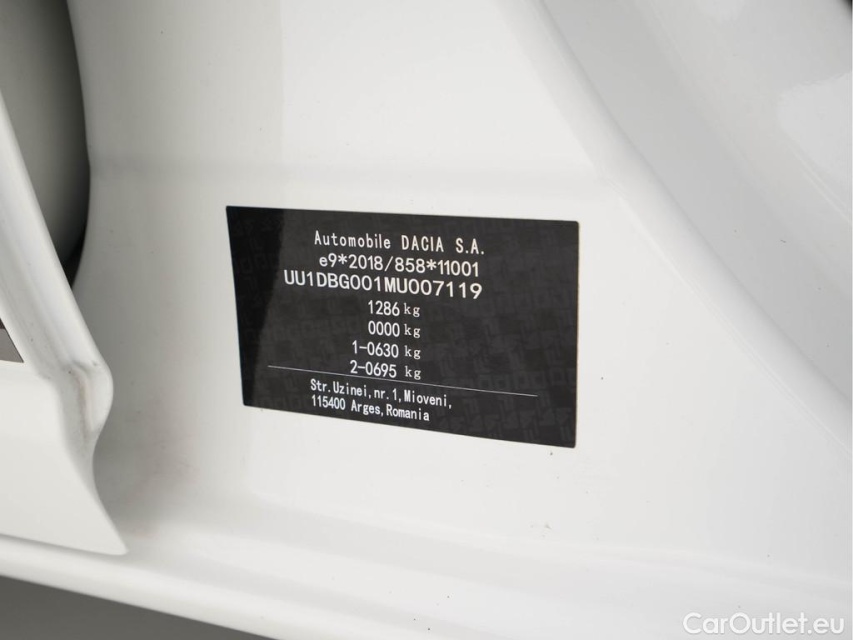 Automobile DACIA S.A.
e9*2018/858*11001
UU1DBG001MU007119
1286 kg
0000 kg
1-0630 kg
2-0695 kg
Str.Uzinei,nr.1,Mioveni,
115400 Arges,Romania
CarOutlet.eu